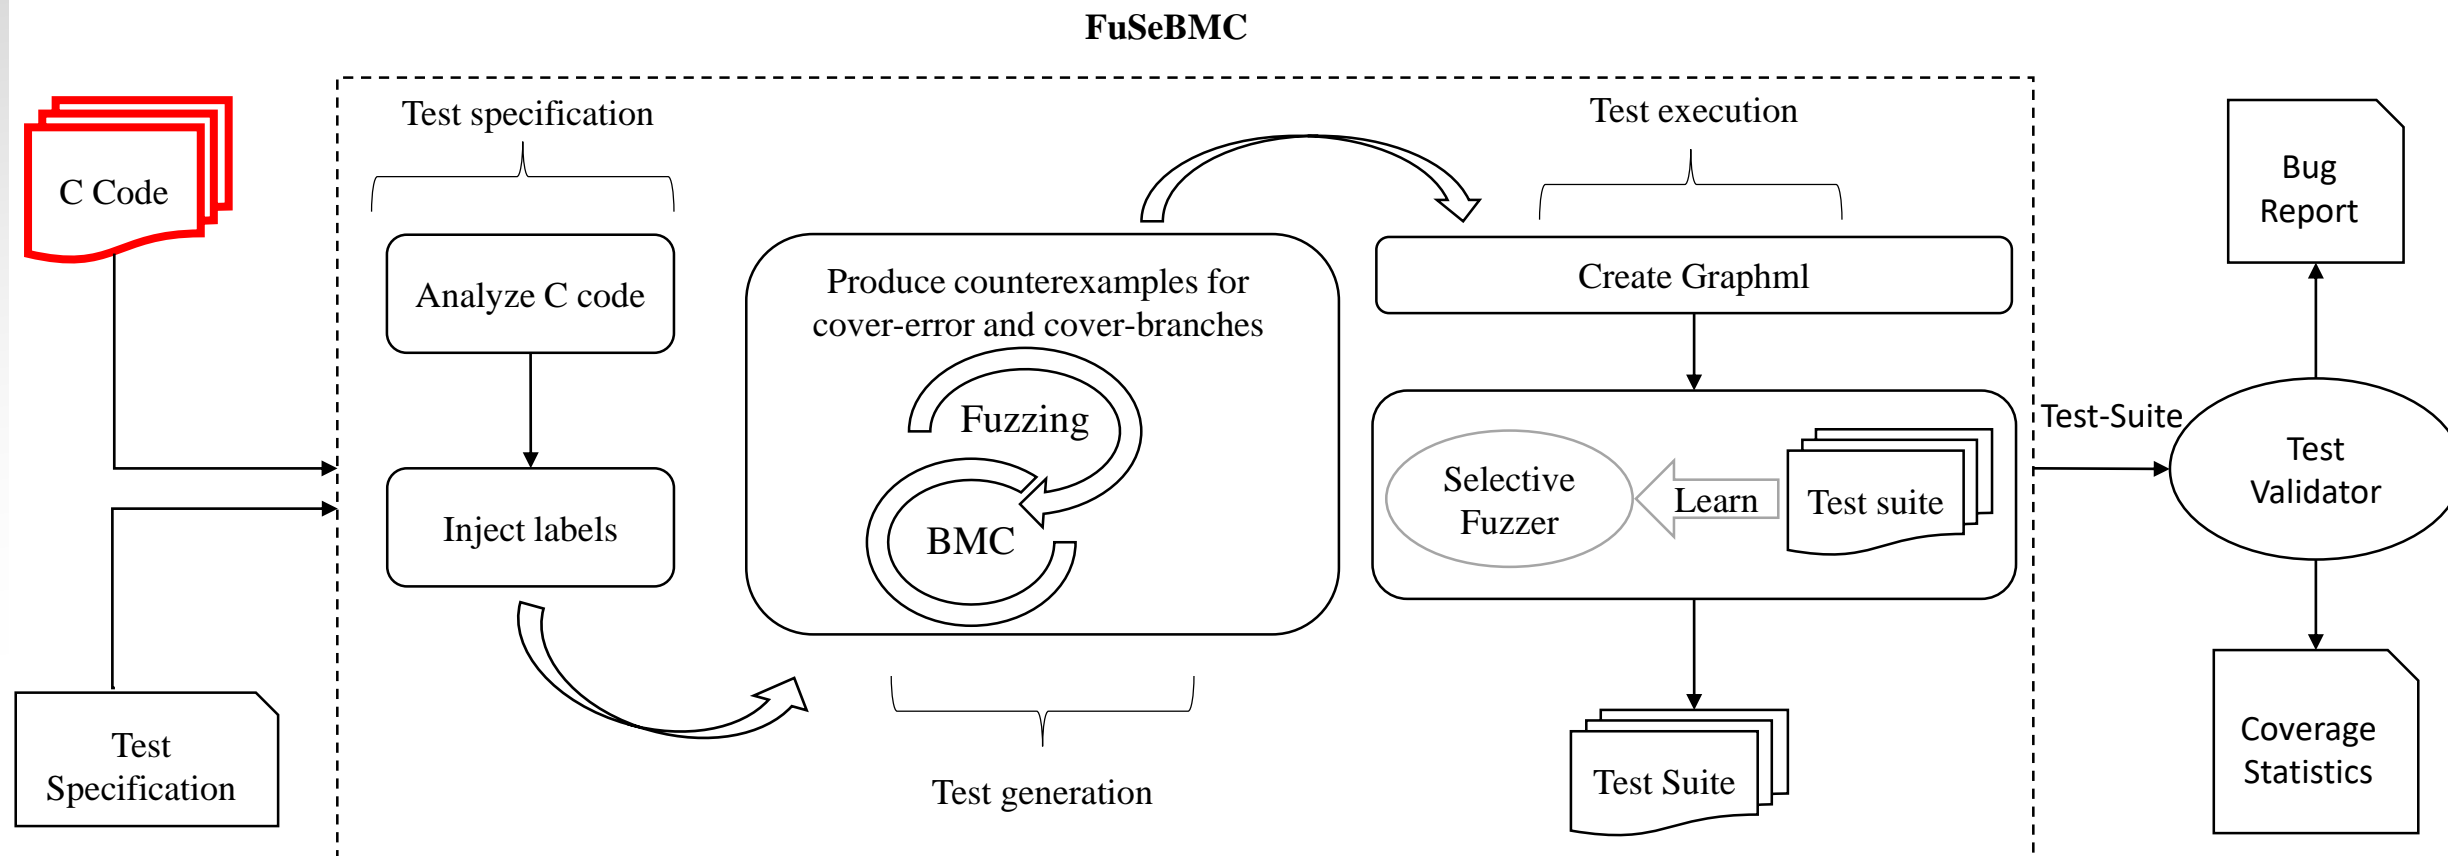 FuSeBMC
C Code
Test
Specification
Test specification
Analyze C code
Inject labels
Produce counterexamples for
cover-error and cover-branches
Fuzzing
BMC
Test generation
Test execution
Create Graphml
Selective
Fuzzer
Learn
Test suite
Test Suite
Test-Suite
Bug
Report
Test
Validator
Coverage
Statistics